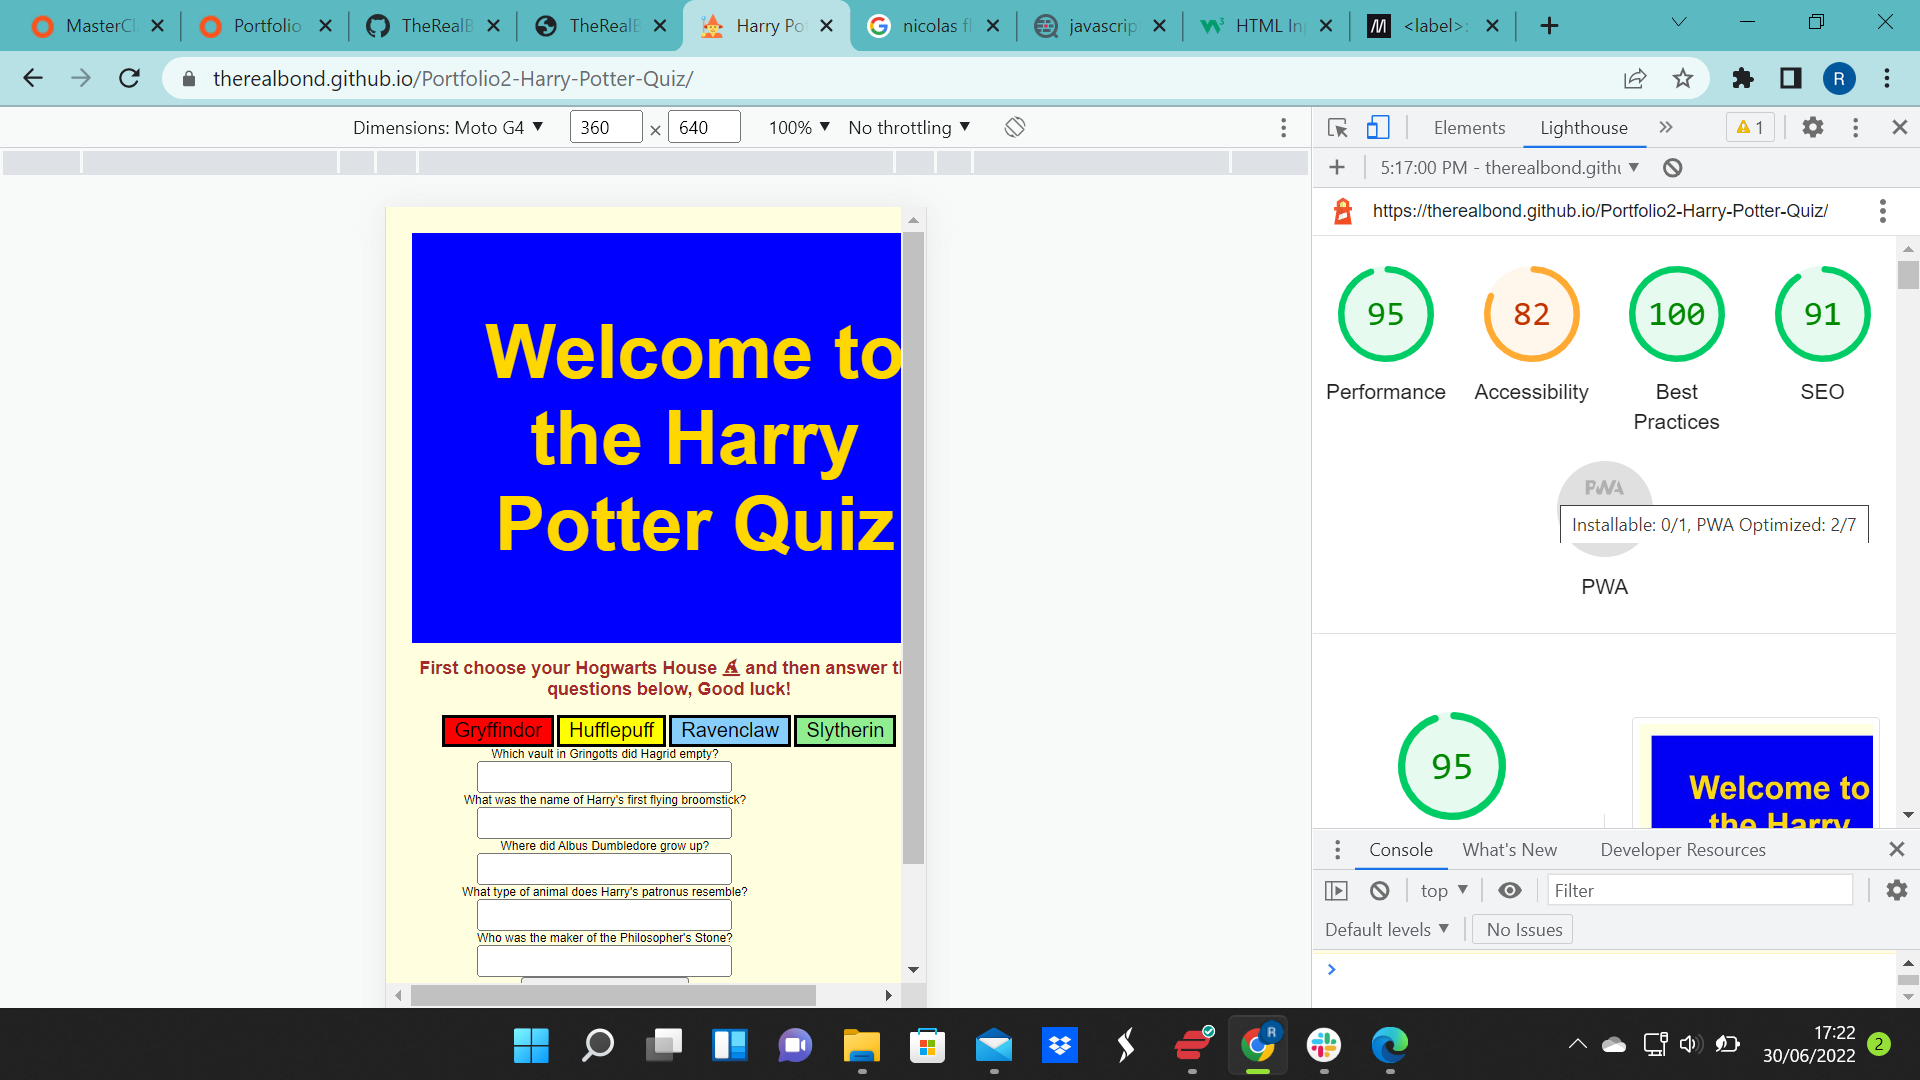 MasterCl
Portfolio
TheRealB
TheRealB
Harry Po
nicolas fl
javascrip
HTML In
<label>:
therealbond.github.io/Portfolio2-Harry-Potter-Quiz/
R
Dimensions: Moto G4
360 × 640
100%
No throttling
Elements
Lighthouse
1
5:17:00 PM - therealbond.githu
https://therealbond.github.io/Portfolio2-Harry-Potter-Quiz/
95
82
100
91
Performance
Accessibility
Best
Practices
SEO
PWA
Installable: 0/1, PWA Optimized: 2/7
PWA
95
Welcome to
the Harry
Welcome to
the Harry
Potter Quiz
First choose your Hogwarts House and then answer th
questions below, Good luck!
Gryffindor
Hufflepuff
Ravenclaw
Slytherin
Which vault in Gringotts did Hagrid empty?
What was the name of Harry's first flying broomstick?
Where did Albus Dumbledore grow up?
What type of animal does Harry's patronus resemble?
Who was the maker of the Philosopher's Stone?
Console
What's New
Developer Resources
top
Filter
Default levels
No Issues
R
17:22
30/06/2022
2